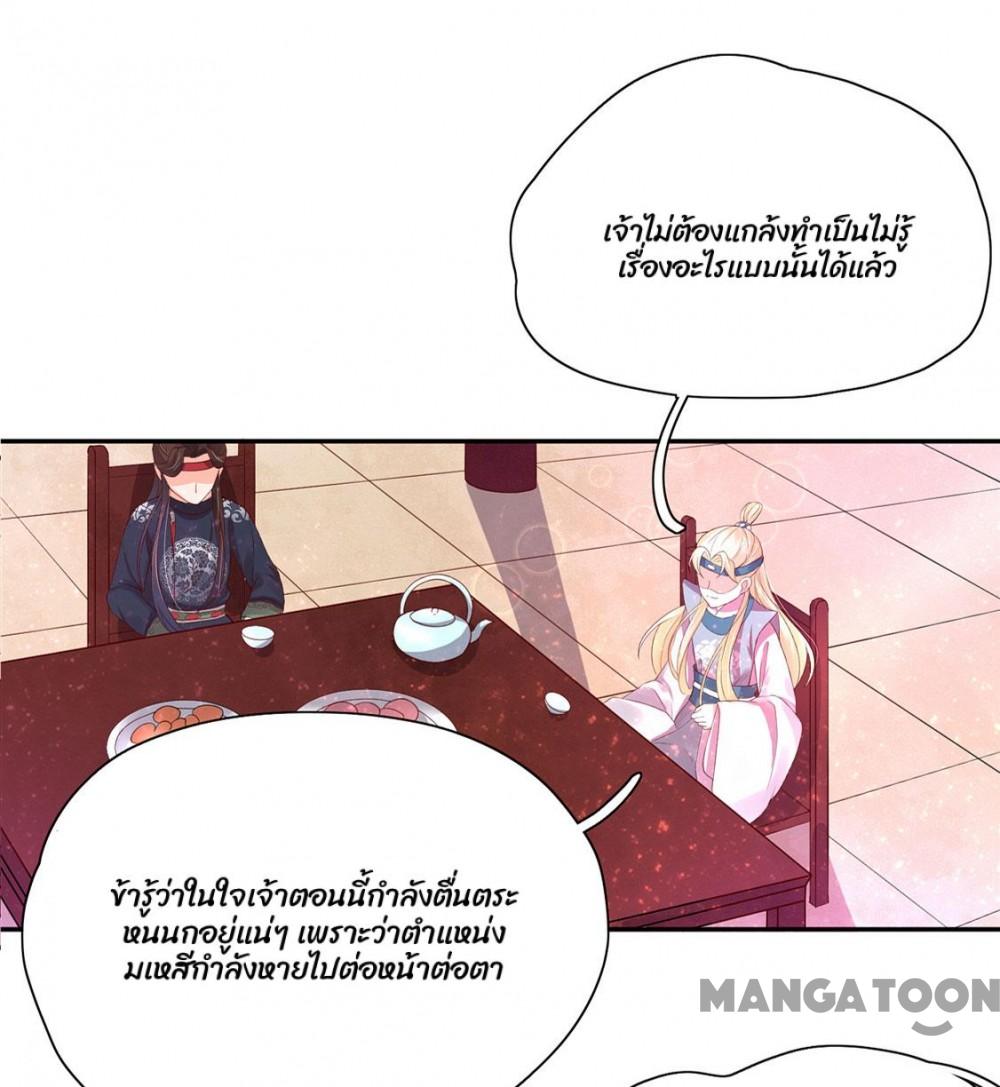 เจ้าไม่ต้องแกล้งทำเป็นไม่รู้
เรื่องอะไรแบบนั้นได้แล้ว
ข้ารู้ว่าในใจเจ้าตอนนี้กำลังตื่นตระ
หนนกอยู่แน่ๆ เพราะว่าตำแหน่ง
มเหสีกำลังหายไปต่อหน้าต่อตา
MANGATOON